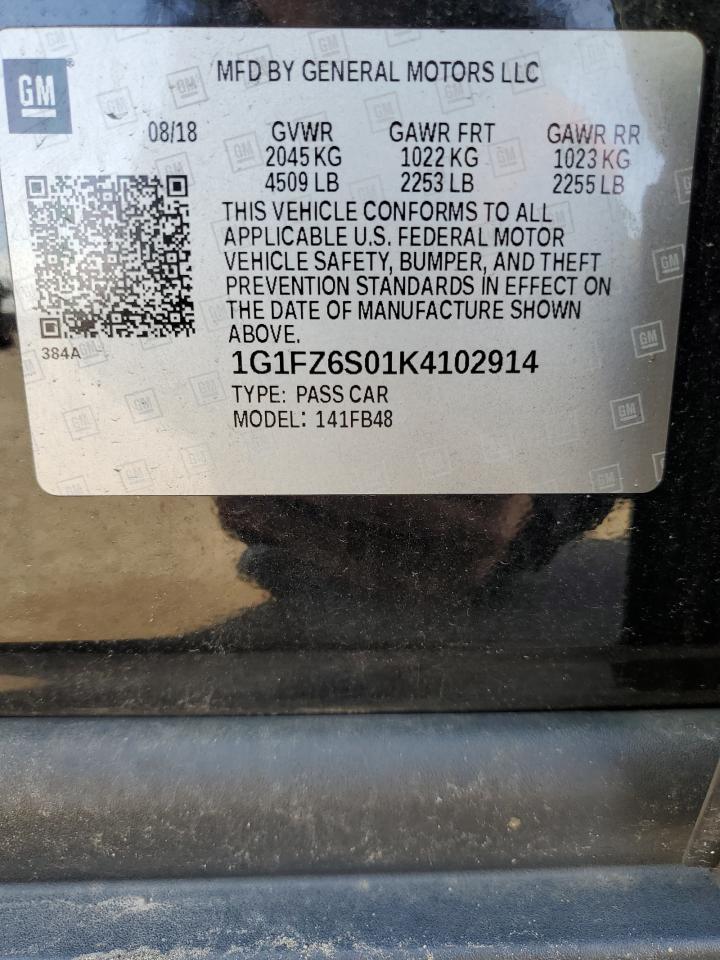 GM
MFD BY GENERAL MOTORS LLC
08/18 GVWR GAWR FRT GAWR RR
2045 KG 1022 KG 1023 KG
4509 LB 2253 LB 2255 LB
THIS VEHICLE CONFORMS TO ALL
APPLICABLE U.S. FEDERAL MOTOR
VEHICLE SAFETY, BUMPER, AND THEFT
PREVENTION STANDARDS IN EFFECT ON
THE DATE OF MANUFACTURE SHOWN
ABOVE.
384A
1G1FZ6S01K4102914
TYPE: PASS CAR
MODEL: 141FB48